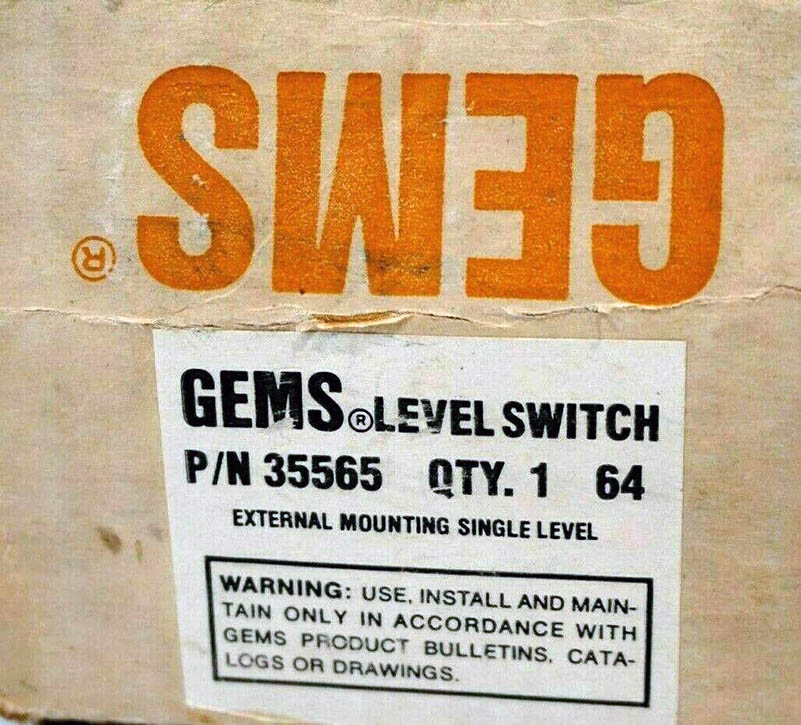 GEMS®
GEMS® LEVEL SWITCH
P/N 35565 QTY. 1 64
EXTERNAL MOUNTING SINGLE LEVEL
WARNING: USE, INSTALL AND MAIN-
TAIN ONLY IN ACCORDANCE WITH
GEMS PRODUCT BULLETINS, CATA-
LOGS OR DRAWINGS.